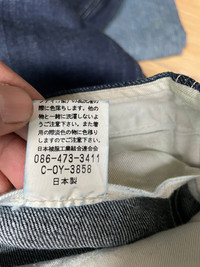 際に色落ちします。他の
物と一緒に洗濯しないよ
うご注意下さい。また着
用の際淡色の物に色移り
しますのでご注意下さい。
日本被服工業組合連合会
086-473-3411
C-OY-3858
日本製